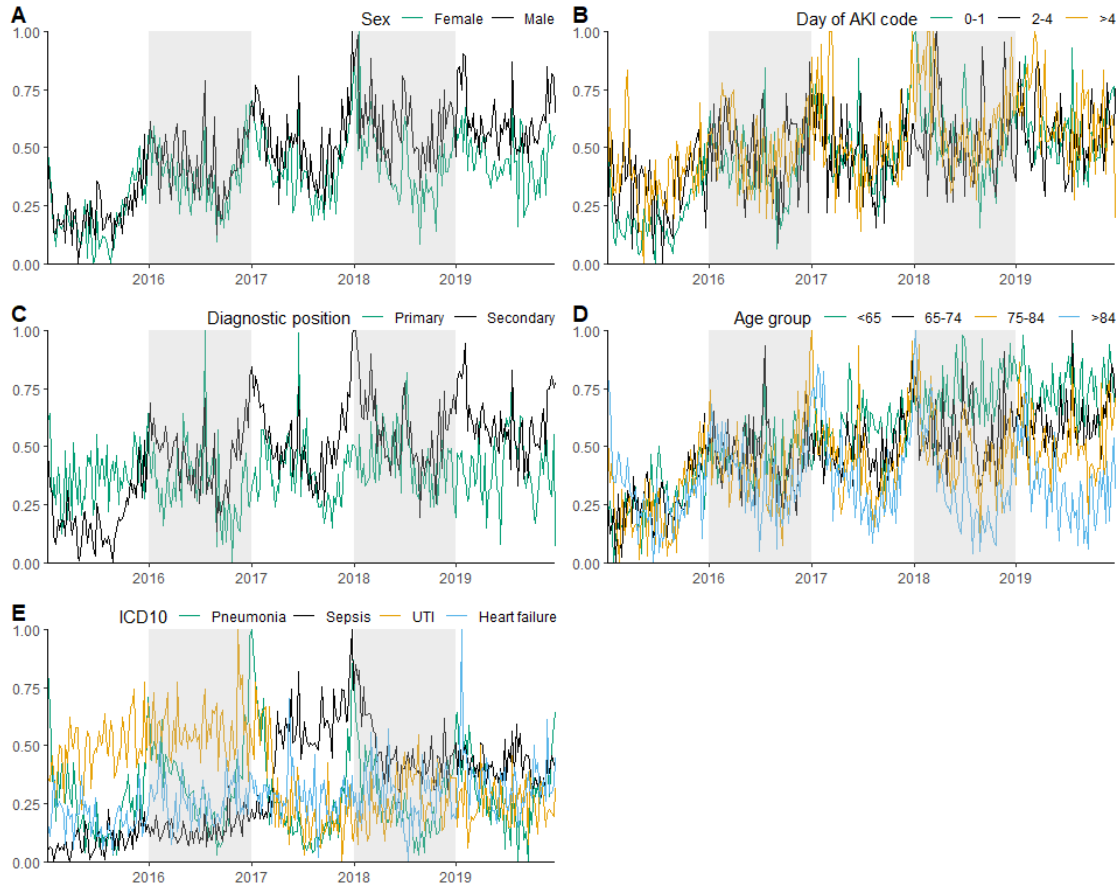 A
Sex Female Male
1.00
0.75
0.50
0.25
0.00
2016 2017 2018 2019
B
Day of AKI code 0-1 2-4 >4
1.00
0.75
0.50
0.25
0.00
2016 2017 2018 2019
C
Diagnostic position Primary Secondary
1.00
0.75
0.50
0.25
0.00
2016 2017 2018 2019
D
Age group <65 65-74 75-84 >84
1.00
0.75
0.50
0.25
0.00
2016 2017 2018 2019
E
ICD10 Pneumonia Sepsis UTI Heart failure
1.00
0.75
0.50
0.25
0.00
2016 2017 2018 2019